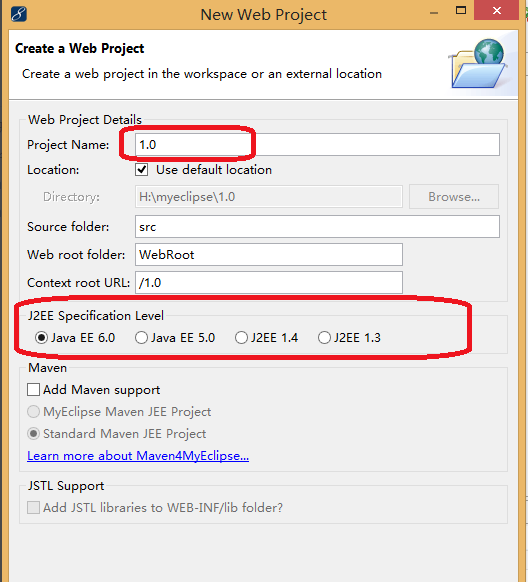 New Web Project
Create a Web Project
Create a web project in the workspace or an external location
Web Project Details
Project Name: 1.0
Location: Use default location
Directory: H:\myeclipse\1.0 Browse...
Source folder: src
Web root folder: WebRoot
Context root URL: /1.0
J2EE Specification Level
Java EE 6.0 Java EE 5.0 J2EE 1.4 J2EE 1.3
Maven
Add Maven support
MyEclipse Maven JEE Project
Standard Maven JEE Project
Learn more about Maven4MyEclipse...
JSTL Support
Add JSTL libraries to WEB-INF/lib folder?